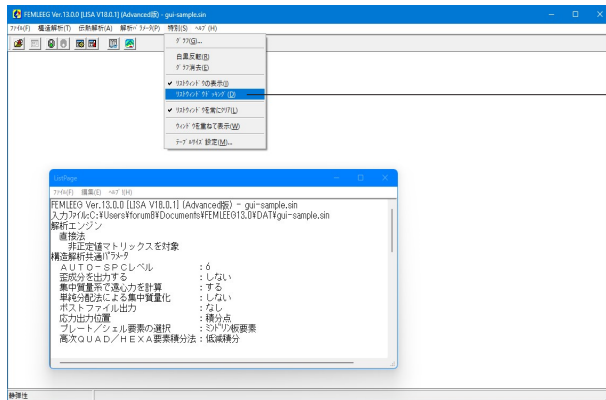 FEMLEEG Ver.13.0.0 [LISA V18.0.1] (Advanced版) - gui-sample.sin
ファイル(F) 構造解析(T) 伝熱解析(A) 解析パラメータ(P) 特別(S) ヘルプ(H)
グラフ(G)...
白黒反転(R)
グラフ消去(E)
リストウィンドウの表示(I)
リストウィンドウドッキング(D)
リストウィンドウを常にクリア(L)
ウィンドウを重ねて表示(W)
テーブルサイズ設定(M)...
ListPage
ファイル(F) 編集(E) ヘルプ(H)
FEMLEEG Ver.13.0.0 [LISA V18.0.1] (Advanced版) - gui-sample.sin
入力ファイル:C:¥Users¥forum8¥Documents¥FEMLEEG13.0¥DAT¥gui-sample.sin
解析エンジン
直接法
非正定値マトリックスを対象
構造解析共通パラメータ
ＡＵＴＯ－ＳＰＣレベル : 6
歪成分を出力する : しない
集中質量系で遠心力を計算 : する
単純分配法による集中質量化 : しない
ポストファイル出力 : なし
応力出力位置 : 積分点
プレート／シェル要素の選択 : ミンドリン板要素
高次ＱＵＡＤ／ＨＥＸＡ要素積分法 : 低減積分
静弾性